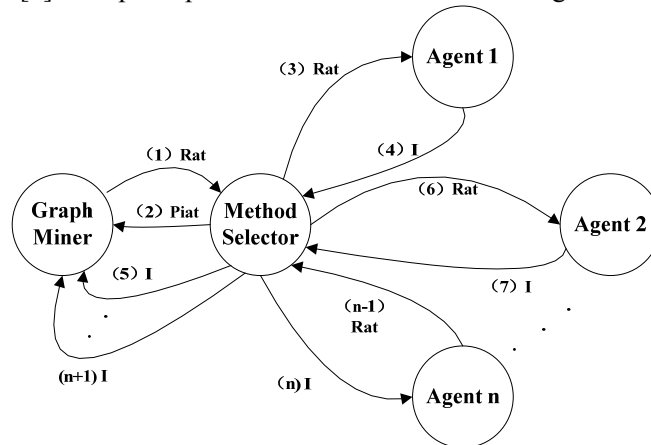 Agent 1
（3）Rat
（4）I
（1）Rat
（2）Piat
Graph
Miner
Method
Selector
（6）Rat
Agent 2
（5）I
（7）I
(n-1)
Rat
(n+1) I
(n) I
Agent n